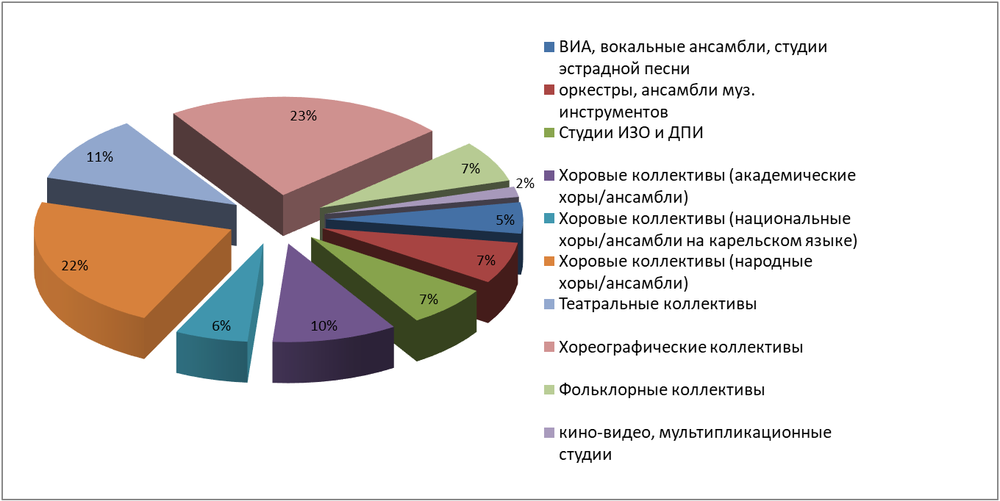 23%
11%
7%
2%
5%
22%
7%
7%
6%
10%
ВИА, вокальные ансамбли, студии
эстрадной песни
оркестры, ансамбли муз.
инструментов
Студии ИЗО и ДПИ
Хоровые коллективы (академические
хоры/ансамбли)
Хоровые коллективы (национальные
хоры/ансамбли на карельском языке)
Хоровые коллективы (народные
хоры/ансамбли)
Театральные коллективы
Хореографические коллективы
Фольклорные коллективы
кино-видео, мультипликационные
студии